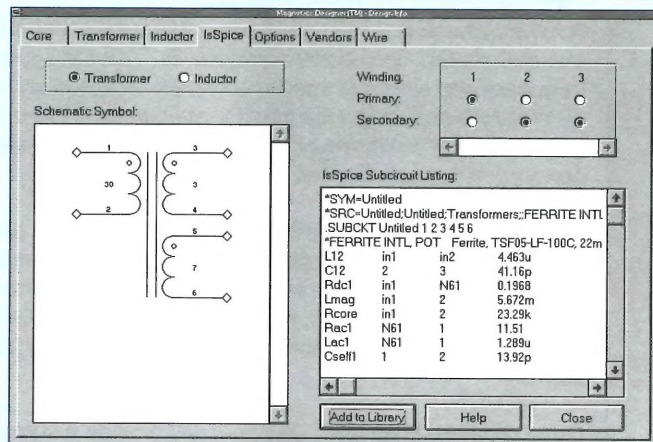 Magnetics Designer(TM) - Design Info
Core Transformer Inductor IsSpice Options Vendors Wire
Transformer Inductor
Schematic Symbol:
1 3
30 3
2 4
5
7
6
Winding: 1 2 3
Primary:
Secondary:
IsSpice Subcircuit Listing:
*SYM=Untitled
*SRC=Untitled;Untitled;Transformers;;FERRITE INTL
.SUBCKT Untitled 1 2 3 4 5 6
*FERRITE INTL, POT Ferrite, TSF05-LF-100C, 22m
L12 in1 in2 4.463u
C12 2 3 41.16p
Rdc1 in1 N61 0.1968
Lmag in1 2 5.672m
Rcore in1 2 23.29k
Rac1 N61 1 11.51
Lac1 N61 1 1.289u
Cself1 1 2 13.92p
Add to Library Help Close